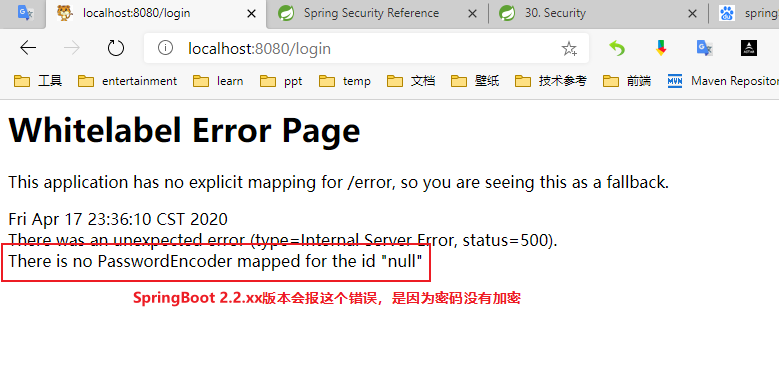 localhost:8080/login
Spring Security Reference
30. Security
spring
localhost:8080/login
工具
entertainment
learn
ppt
temp
文档
壁纸
技术参考
前端
MVN
Maven Reposito
Whitelabel Error Page
This application has no explicit mapping for /error, so you are seeing this as a fallback.
Fri Apr 17 23:36:10 CST 2020
There was an unexpected error (type=Internal Server Error, status=500).
There is no PasswordEncoder mapped for the id "null"
SpringBoot 2.2.xx版本会报这个错误，是因为密码没有加密